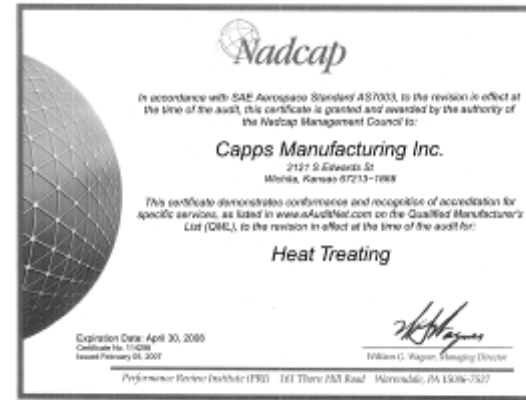 Nadcap
In accordance with SAE Aerospace Standard AS7003, to the revision in effect at
the time of the audit, this certificate is granted and awarded by the authority of
the Nadcap Management Council to:
Capps Manufacturing Inc.
2121 S.Edwards St
Wichita, Kansas 67213-1868
This certificate demonstrates conformance and recognition of accreditation for
specific services, as listed in www.eAuditNet.com on the Qualified Manufacturer's
List (QML), to the revision in effect at the time of the audit for:
Heat Treating
Expiration Date: April 30, 2008
Certificate No.
Issued February 2007
William G. Wagner, Managing Director
Performance Review Institute (PRI) 161 Thorn Hill Road Warrendale, PA 15086-7527